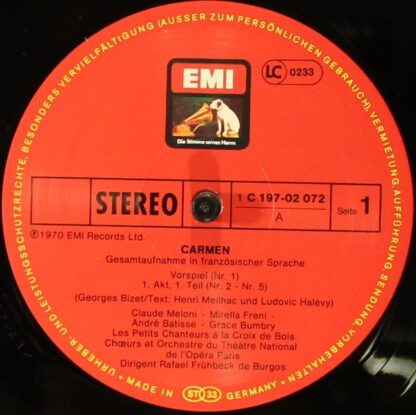 URHEBER- UND LEISTUNGSSCHUTZRECHTE, BESONDERS VERVIELFÄLTIGUNG (AUSSER ZUM PERSÖNLICHEN GEBRAUCH), VERMIETUNG, AUFFÜHRUNG, SENDUNG, VORBEHALTEN
EMI
LC 0233
Die Stimme seines Herrn
STEREO
1 C 197-02 072
A
Seite 1
℗ 1970 EMI Records Ltd.
CARMEN
Gesamtaufnahme in französischer Sprache
Vorspiel (Nr. 1)
1. Akt, 1. Teil (Nr. 2 - Nr. 5)
(Georges Bizet/Text: Henri Meilhac und Ludovic Halévy)
Claude Meloni - Mirella Freni -
André Batisse - Grace Bumbry
Les Petits Chanteurs à la Croix de Bois
Chœurs et Orchestre du Théâtre National
de l'Opéra Paris
Dirigent Rafael Frühbeck de Burgos
• MADE IN STO 33 GERMANY •